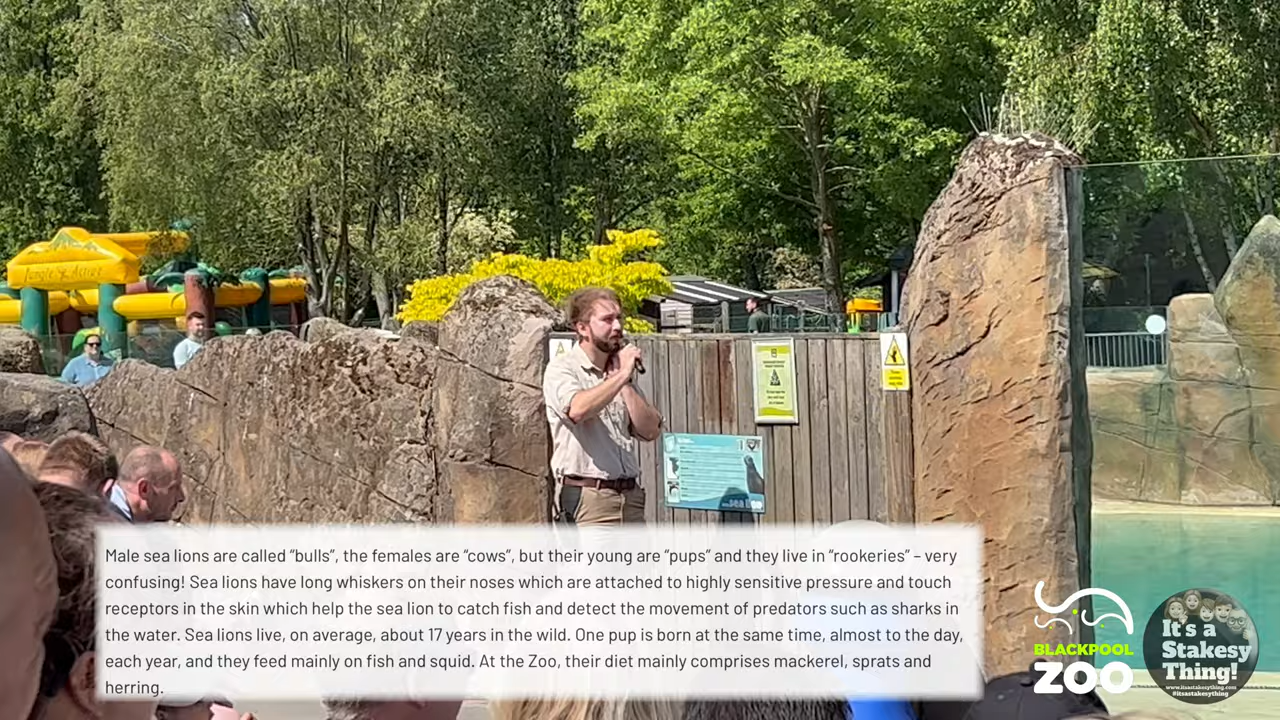 Jungle Active
Male sea lions are called “bulls”, the females are “cows”, but their young are “pups” and they live in “rookeries” – very
confusing! Sea lions have long whiskers on their noses which are attached to highly sensitive pressure and touch
receptors in the skin which help the sea lion to catch fish and detect the movement of predators such as sharks in
the water. Sea lions live, on average, about 17 years in the wild. One pup is born at the same time, almost to the day,
each year, and they feed mainly on fish and squid. At the Zoo, their diet mainly comprises mackerel, sprats and
herring.
BLACKPOOL
ZOO
It's a
Stakesy
Thing!
www.itsastakesything.com
#itsastakesything